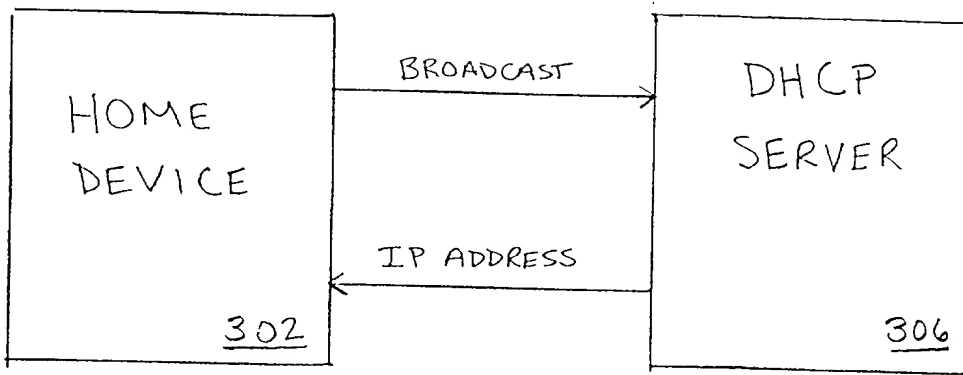 HOME
DEVICE
302
BROADCAST
IP ADDRESS
DHCP
SERVER
306